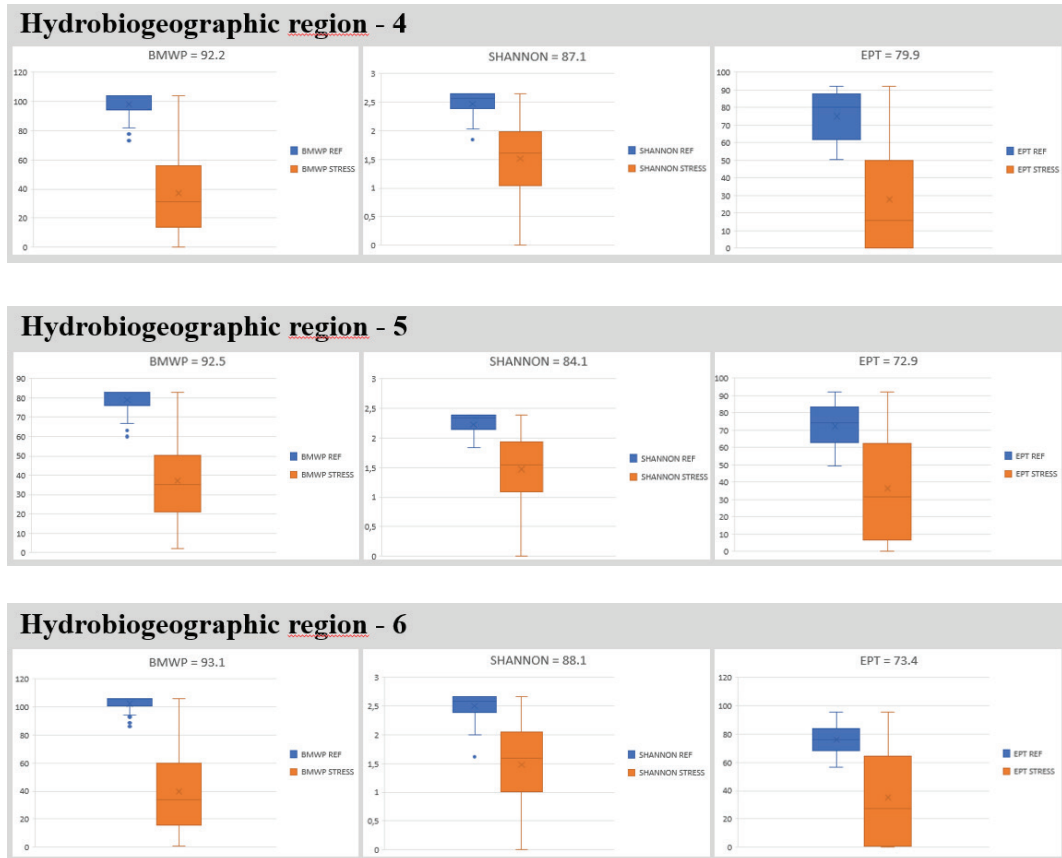 Hydrobiogeographic region - 4
BMWP = 92.2
120
100
80
60
40
20
0
BMWP REF
BMWP STRESS
SHANNON = 87.1
3
2,5
2
1,5
1
0,5
0
SHANNON REF
SHANNON STRESS
EPT = 79.9
100
90
80
70
60
50
40
30
20
10
0
EPT REF
EPT STRESS
Hydrobiogeographic region - 5
BMWP = 92.5
90
80
70
60
50
40
30
20
10
0
BMWP REF
BMWP STRESS
SHANNON = 84.1
3
2,5
2
1,5
1
0,5
0
SHANNON REF
SHANNON STRESS
EPT = 72.9
100
90
80
70
60
50
40
30
20
10
0
EPT REF
EPT STRESS
Hydrobiogeographic region - 6
BMWP = 93.1
120
100
80
60
40
20
0
BMWP REF
BMWP STRESS
SHANNON = 88.1
3
2,5
2
1,5
1
0,5
0
SHANNON REF
SHANNON STRESS
EPT = 73.4
120
100
80
60
40
20
0
EPT REF
EPT STRESS